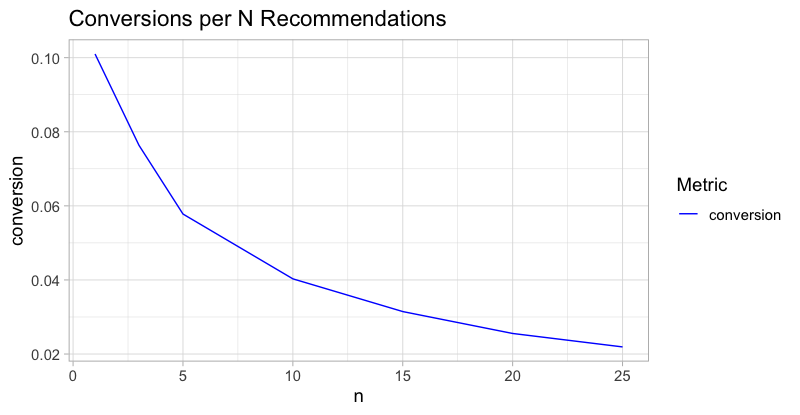 Conversions per N Recommendations
conversion
0.10
0.08
0.06
0.04
0.02
0 5 10 15 20 25
n
Metric
conversion